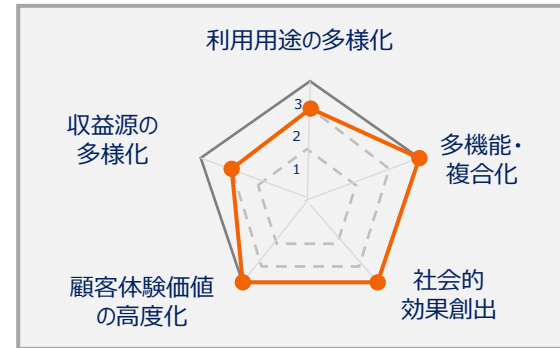 利用用途の多様化
3
2
1
多機能・
複合化
社会的
効果創出
顧客体験価値
の高度化
収益源の
多様化